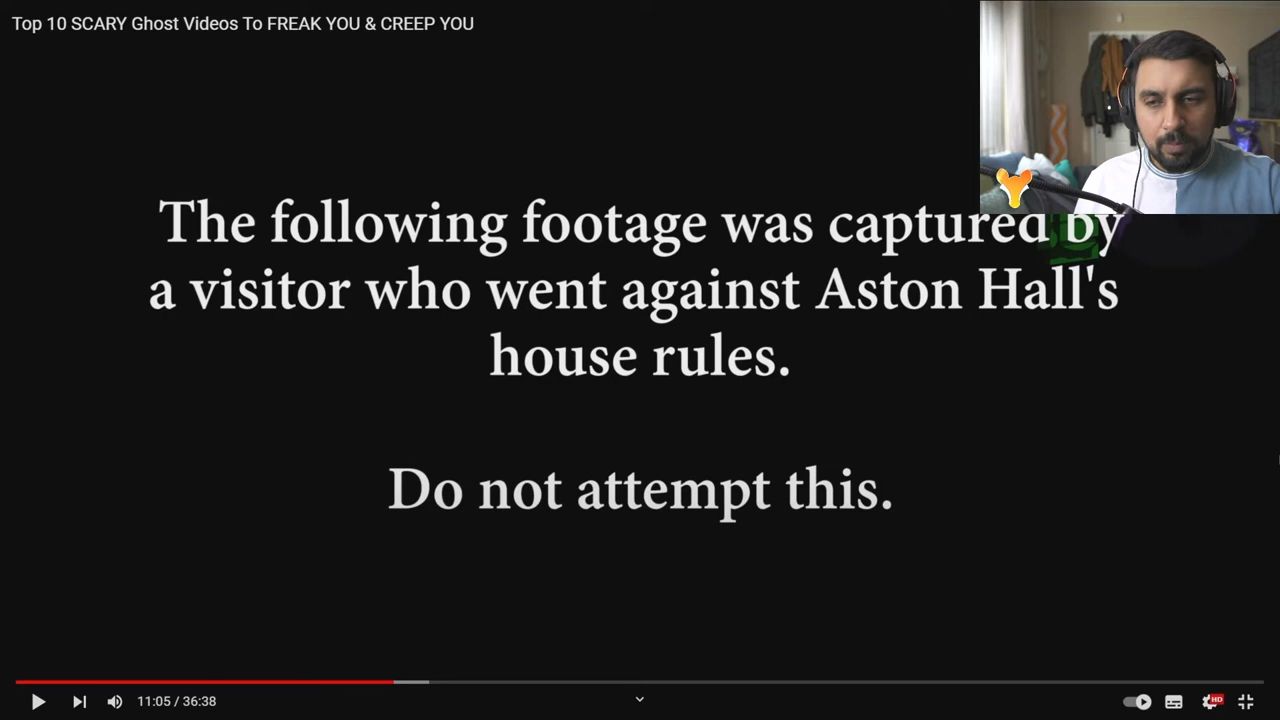 Top 10 SCARY Ghost Videos To FREAK YOU & CREEP YOU
The following footage was captured by
a visitor who went against Aston Hall's
house rules.
Do not attempt this.
11:05 / 36:38
HD